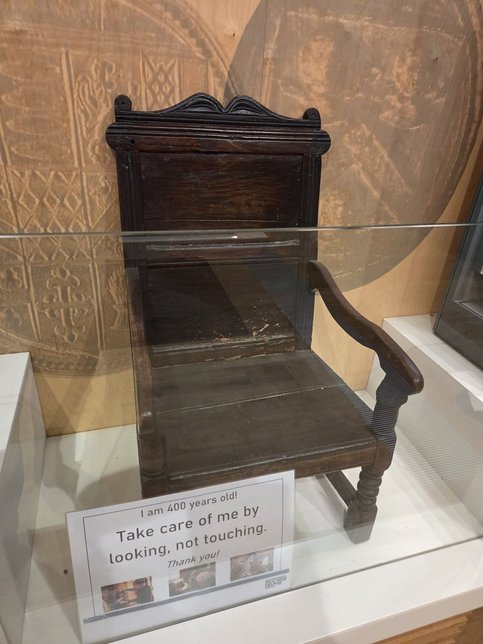 I am 400 years old!
Take care of me by
looking, not touching.
Thank you!